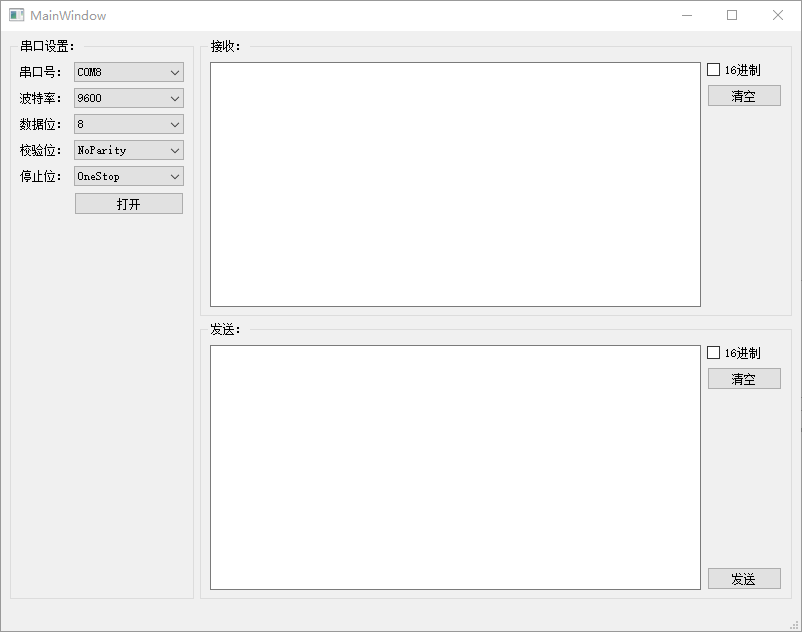 MainWindow
串口设置:
串口号: COM8
波特率: 9600
数据位: 8
校验位: NoParity
停止位: OneStop
打开
接收:
16进制
清空
发送:
16进制
清空
发送